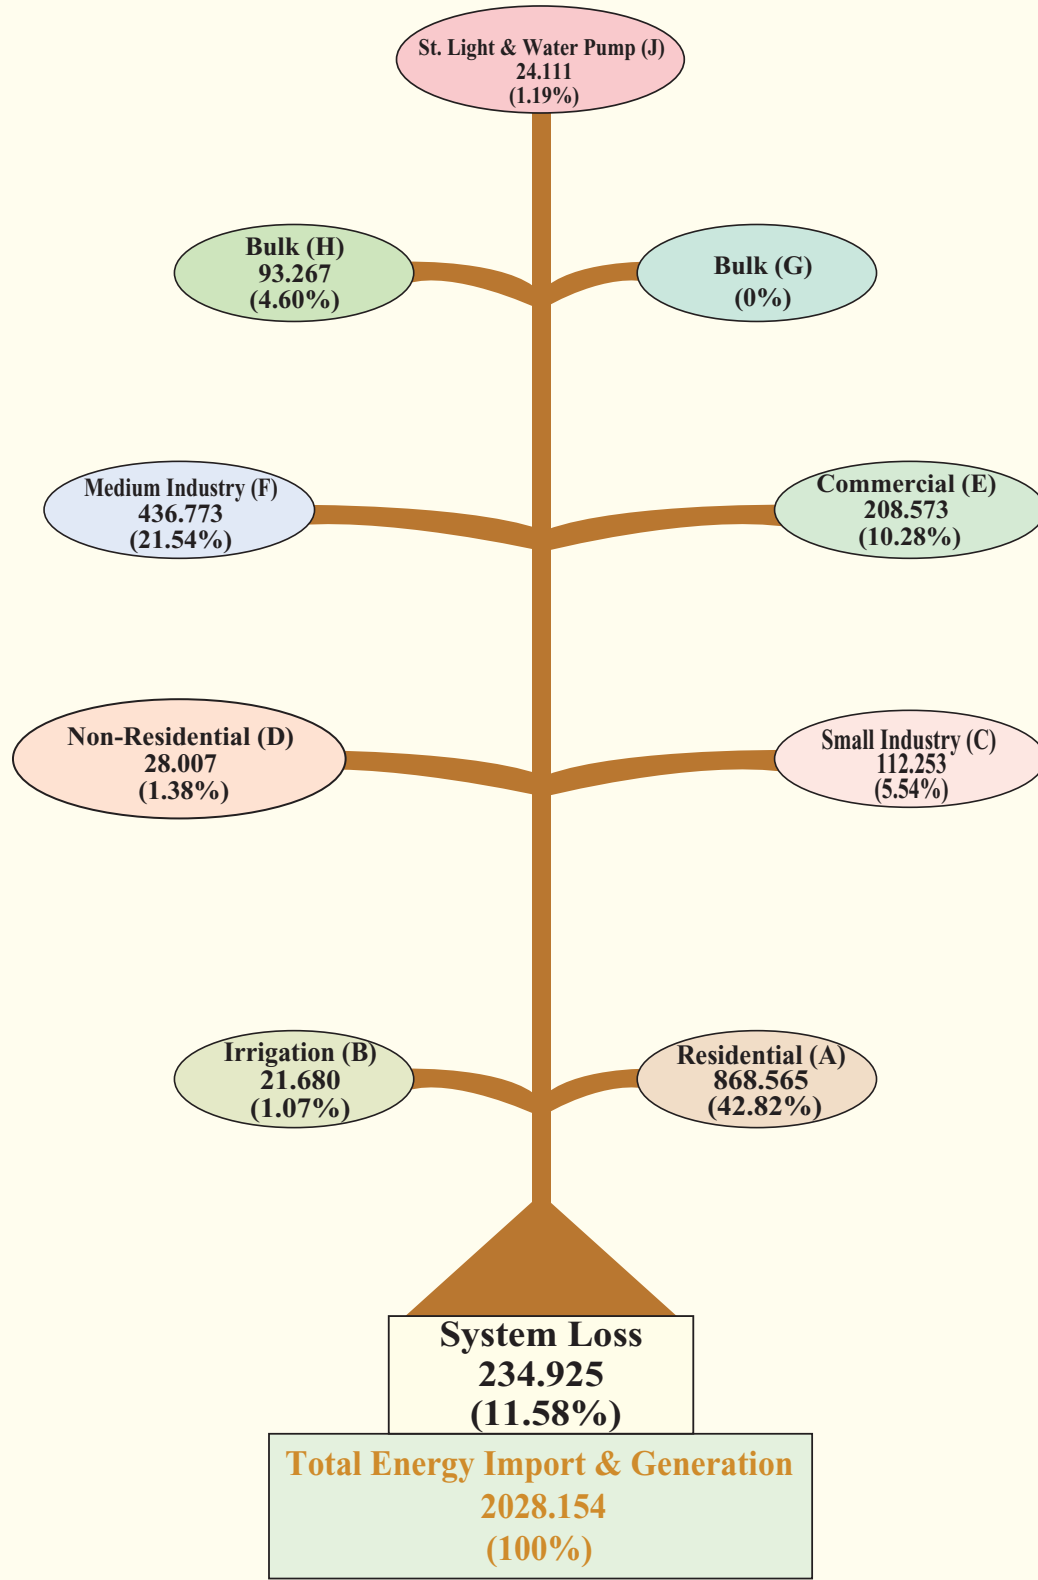 St. Light & Water Pump (J)
24.111
(1.19%)
Bulk (H)
93.267
(4.60%)
Bulk (G)
(0%)
Medium Industry (F)
436.773
(21.54%)
Commercial (E)
208.573
(10.28%)
Non-Residential (D)
28.007
(1.38%)
Small Industry (C)
112.253
(5.54%)
Irrigation (B)
21.680
(1.07%)
Residential (A)
868.565
(42.82%)
System Loss
234.925
(11.58%)
Total Energy Import & Generation
2028.154
(100%)